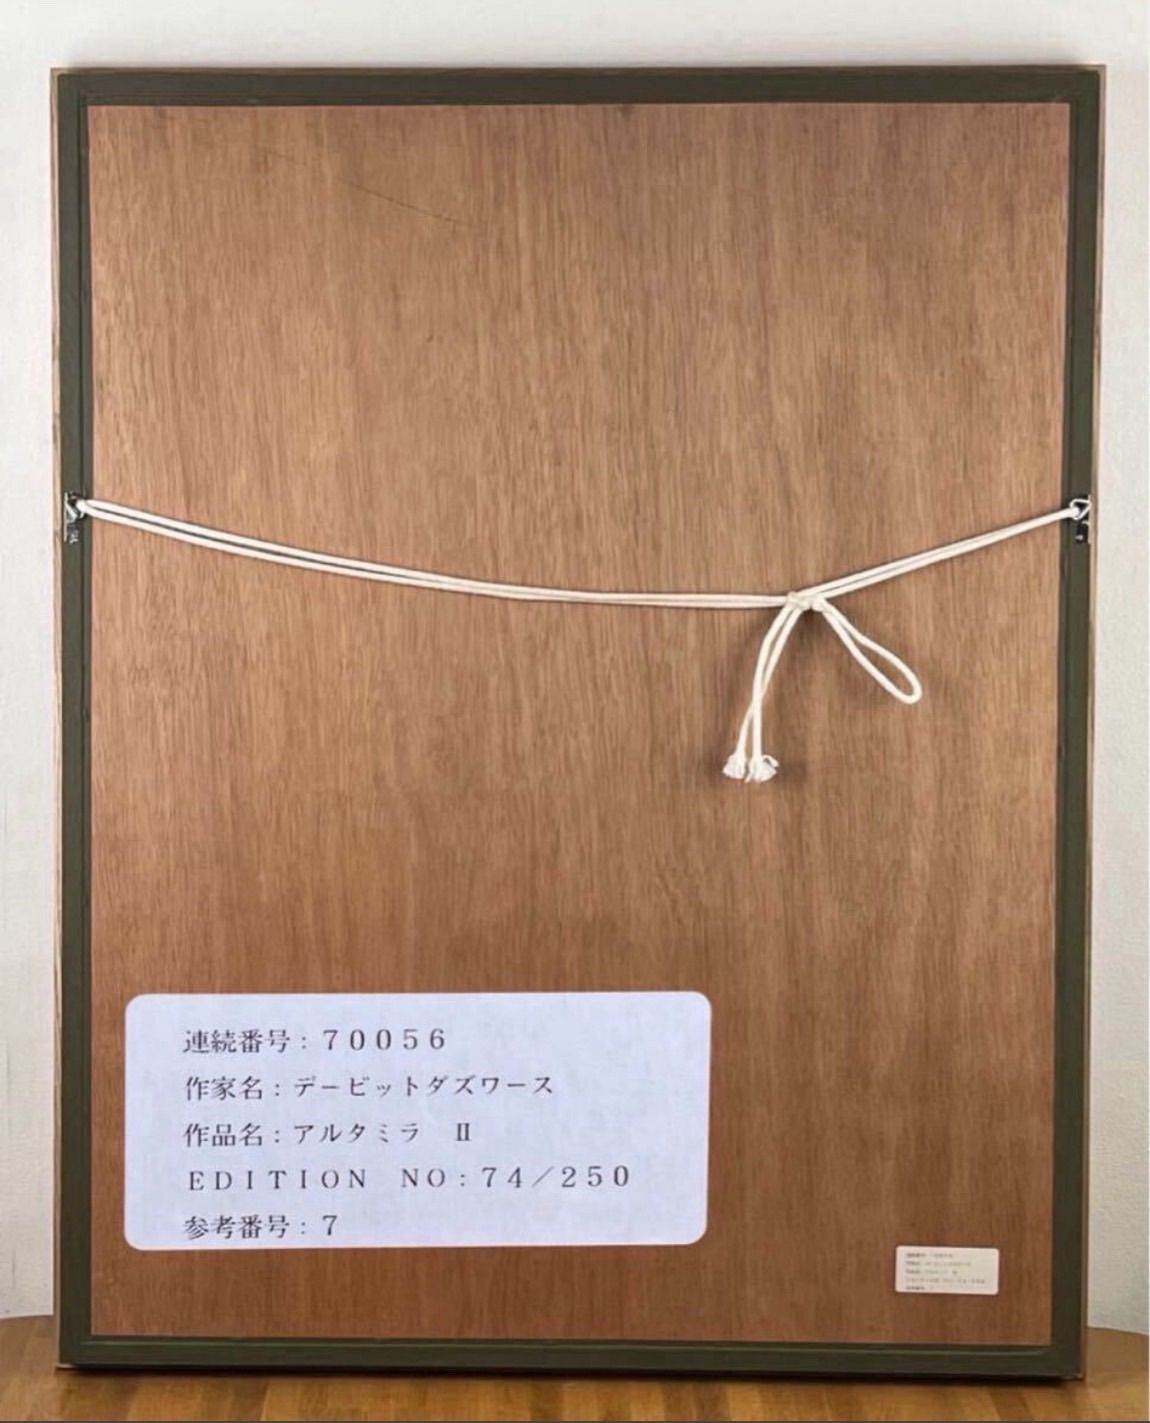 連続番号：７００５６
作家名：デービットダズワース
作品名：アルタミラ　Ⅱ
ＥＤＩＴＩＯＮ　ＮＯ：７４／２５０
参考番号：７